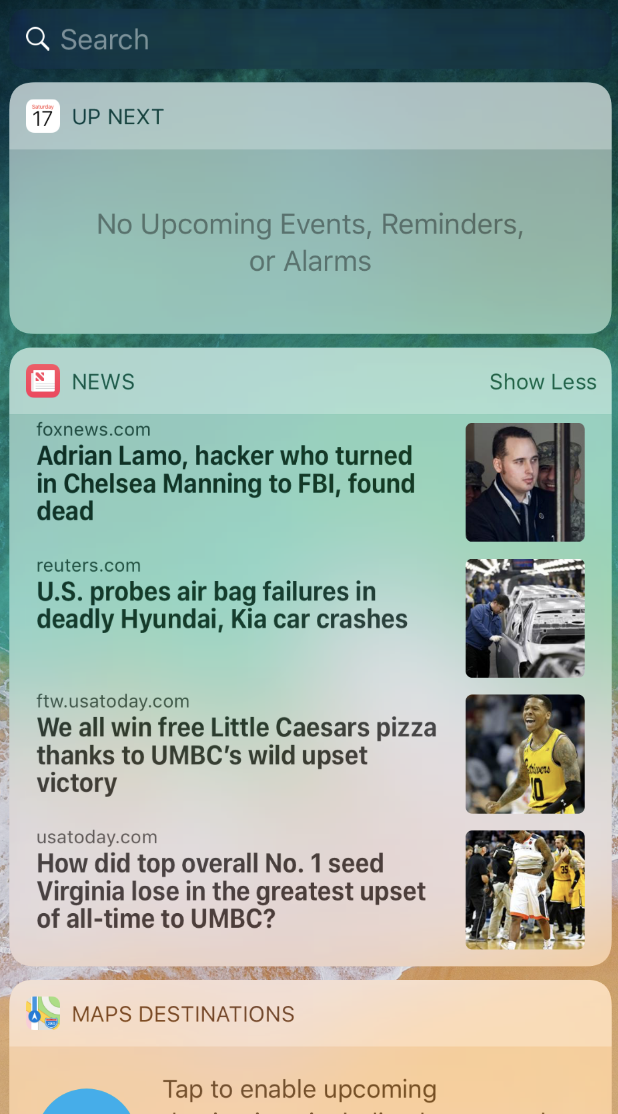 Search
Saturday
17
UP NEXT
No Upcoming Events, Reminders,
or Alarms
NEWS
Show Less
foxnews.com
Adrian Lamo, hacker who turned
in Chelsea Manning to FBI, found
dead
reuters.com
U.S. probes air bag failures in
deadly Hyundai, Kia car crashes
ftw.usatoday.com
We all win free Little Caesars pizza
thanks to UMBC’s wild upset
victory
usatoday.com
How did top overall No. 1 seed
Virginia lose in the greatest upset
of all-time to UMBC?
MAPS DESTINATIONS
Tap to enable upcoming